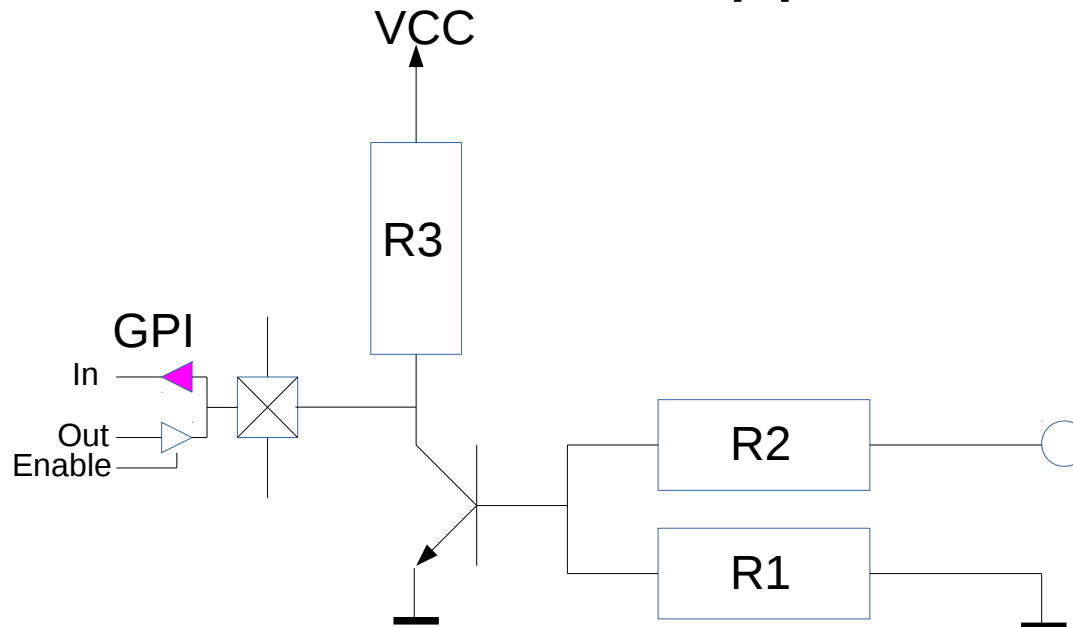 VCC
R3
GPI
In
Out
Enable
R2
R1